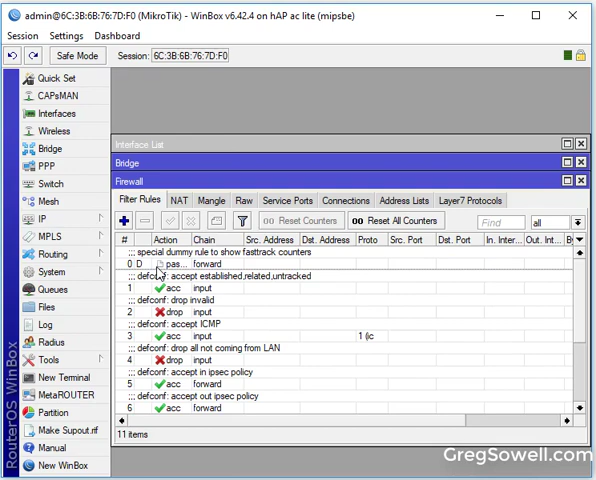 admin@6C:3B:6B:76:7D:F0 (MikroTik) - WinBox v6.42.4 on hAP ac lite (mipsbe)
Session Settings Dashboard
Safe Mode Session: 6C:3B:6B:76:7D:F0
Quick Set
CAPsMAN
Interfaces
Wireless
Bridge
PPP
Switch
Mesh
IP
MPLS
Routing
System
Queues
Files
Log
Radius
Tools
New Terminal
MetaROUTER
Partition
Make Supout.rif
Manual
New WinBox
RouterOS WinBox
Interface List
Bridge
Firewall
Filter Rules NAT Mangle Raw Service Ports Connections Address Lists Layer7 Protocols
00 Reset Counters 00 Reset All Counters Find all
# Action Chain Src. Address Dst. Address Proto Src. Port Dst. Port In. Inter... Out. Int... By
;;; special dummy rule to show fasttrack counters
0 D pas... forward
;;; defconf: accept established,related,untracked
1 acc input
;;; defconf: drop invalid
2 drop input
;;; defconf: accept ICMP
3 acc input 1 (ic
;;; defconf: drop all not coming from LAN
4 drop input
;;; defconf: accept in ipsec policy
5 acc forward
;;; defconf: accept out ipsec policy
6 acc forward
11 items
GregSowell.com